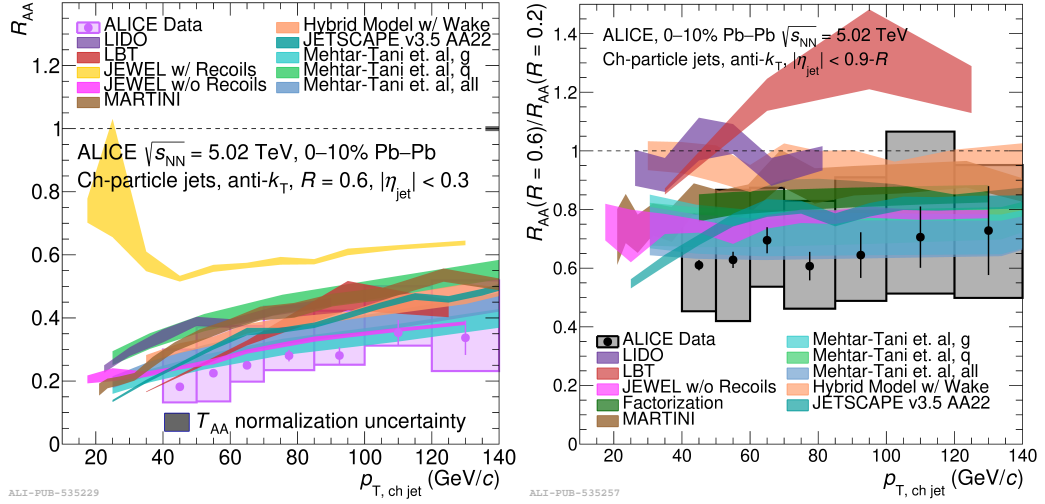 R_AA
1.2
1
0.8
0.6
0.4
0.2
0
ALICE Data
LIDO
LBT
JEWEL w/ Recoils
JEWEL w/o Recoils
MARTINI
Hybrid Model w/ Wake
JETSCAPE v3.5 AA22
Mehtar-Tani et. al, g
Mehtar-Tani et. al, q
Mehtar-Tani et. al, all
ALICE √s_NN = 5.02 TeV, 0–10% Pb–Pb
Ch-particle jets, anti-k_T, R = 0.6, |η_jet| < 0.3
T_AA normalization uncertainty
20 40 60 80 100 120 140
p_T, ch jet (GeV/c)
ALI-PUB-535229
R_AA(R = 0.6)/R_AA(R = 0.2)
1.4
1.2
1
0.8
0.6
0.4
0.2
0
ALICE, 0–10% Pb–Pb √s_NN = 5.02 TeV
Ch-particle jets, anti-k_T, |η_jet| < 0.9-R
ALICE Data
LIDO
LBT
JEWEL w/o Recoils
Factorization
MARTINI
Mehtar-Tani et. al, g
Mehtar-Tani et. al, q
Mehtar-Tani et. al, all
Hybrid Model w/ Wake
JETSCAPE v3.5 AA22
20 40 60 80 100 120 140
p_T, ch jet (GeV/c)
ALI-PUB-535257